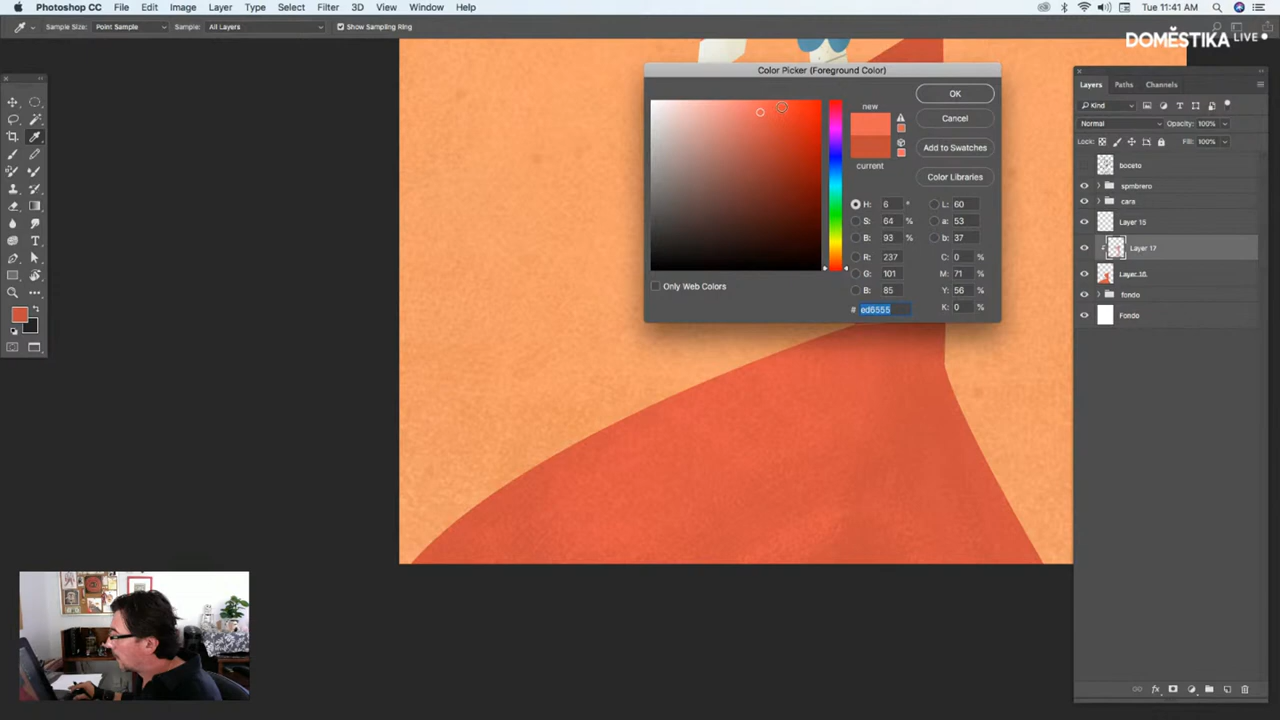 Photoshop CC File Edit Image Layer Type Select Filter 3D View Window Help Tue 11:41 AM
Sample Size: Point Sample Sample: All Layers Show Sampling Ring
DOMESTIKA LIVE
Color Picker (Foreground Color)
new
current
OK
Cancel
Add to Swatches
Color Libraries
H: 6 °
S: 64 %
B: 93 %
R: 237
G: 101
B: 85
# ed6555
L: 60
a: 53
b: 37
C: 0 %
M: 71 %
Y: 56 %
K: 0 %
Only Web Colors
Layers Paths Channels
Kind
Normal Opacity: 100%
Lock: Fill: 100%
boceto
spmbrero
cara
Layer 15
Layer 17
Layer 16
fondo
Fondo
fx